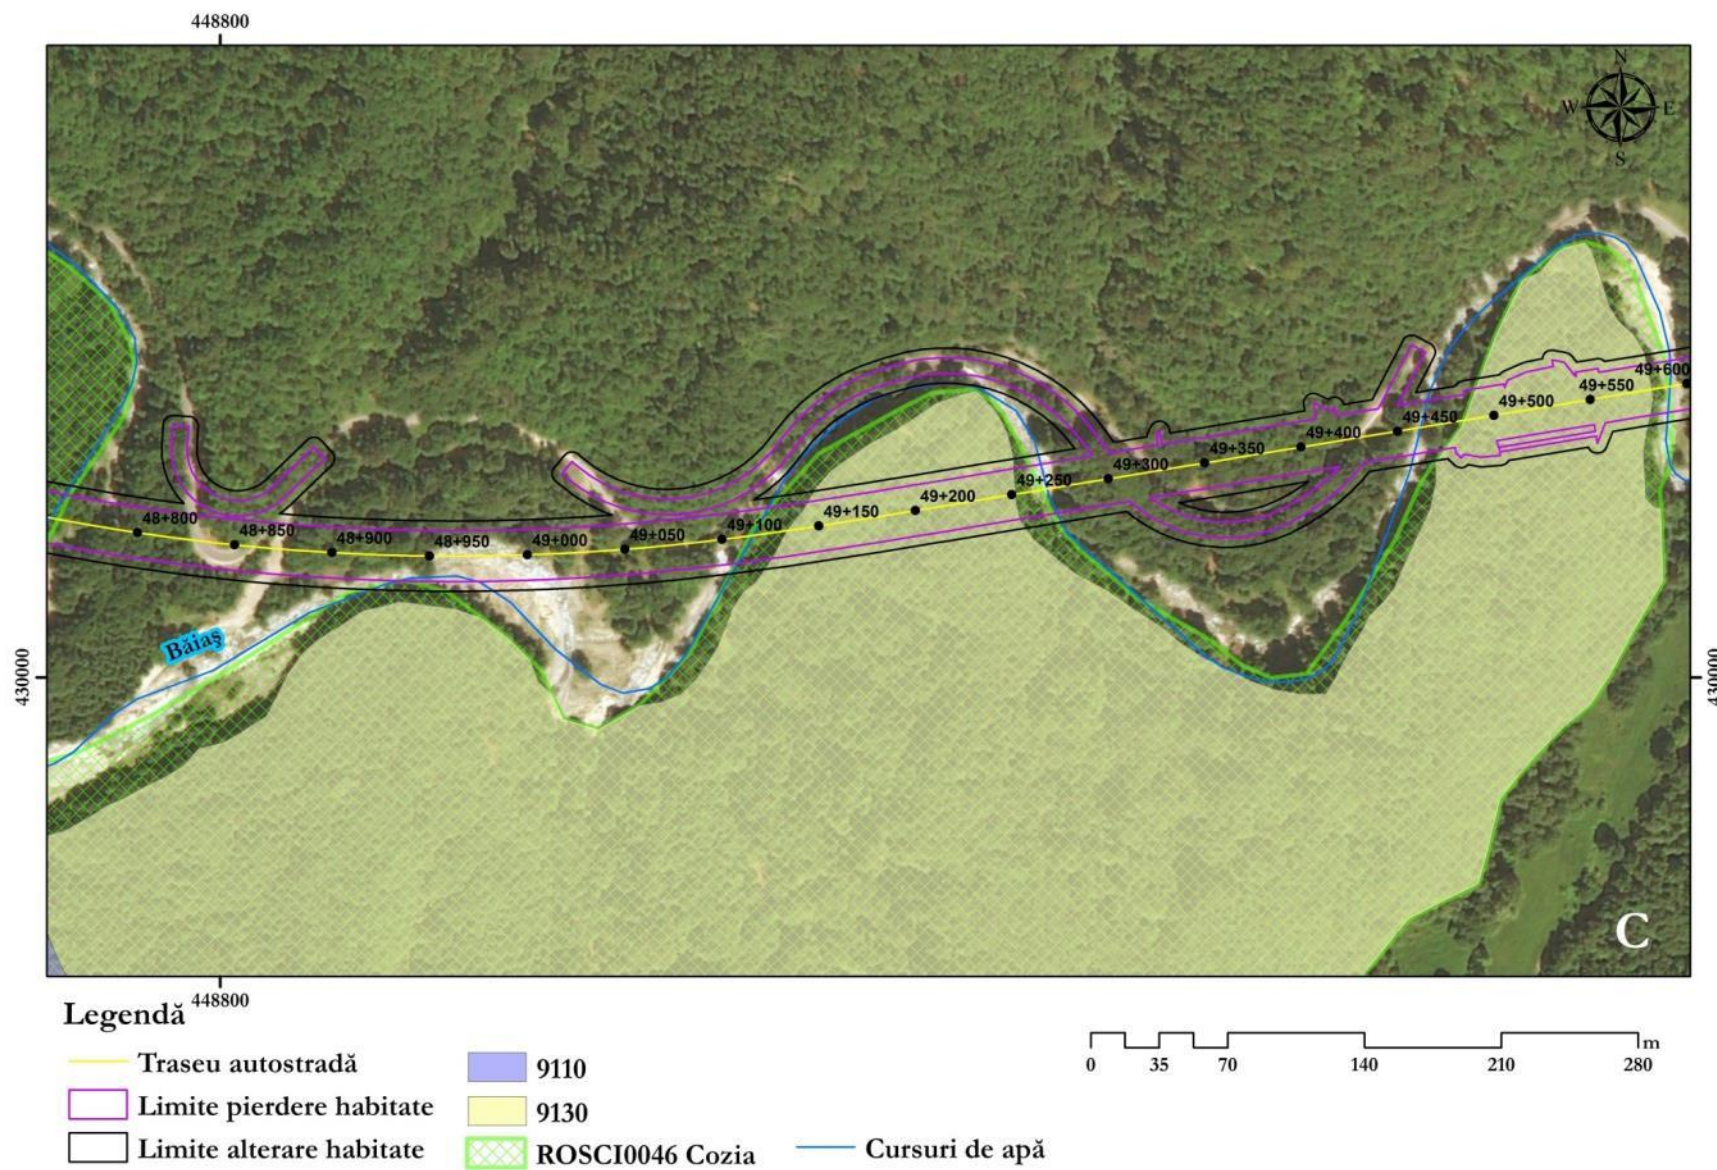 448800
N
W E
S
49+600
49+550
49+500
49+450
49+400
49+350
49+300
49+250
49+200
49+150
49+100
49+050
49+000
48+950
48+900
48+850
48+800
Băiaş
430000
430000
C
448800
Legendă
Traseu autostradă
Limite pierdere habitate
Limite alterare habitate
9110
9130
ROSCI0046 Cozia
Cursuri de apă
m
0 35 70 140 210 280